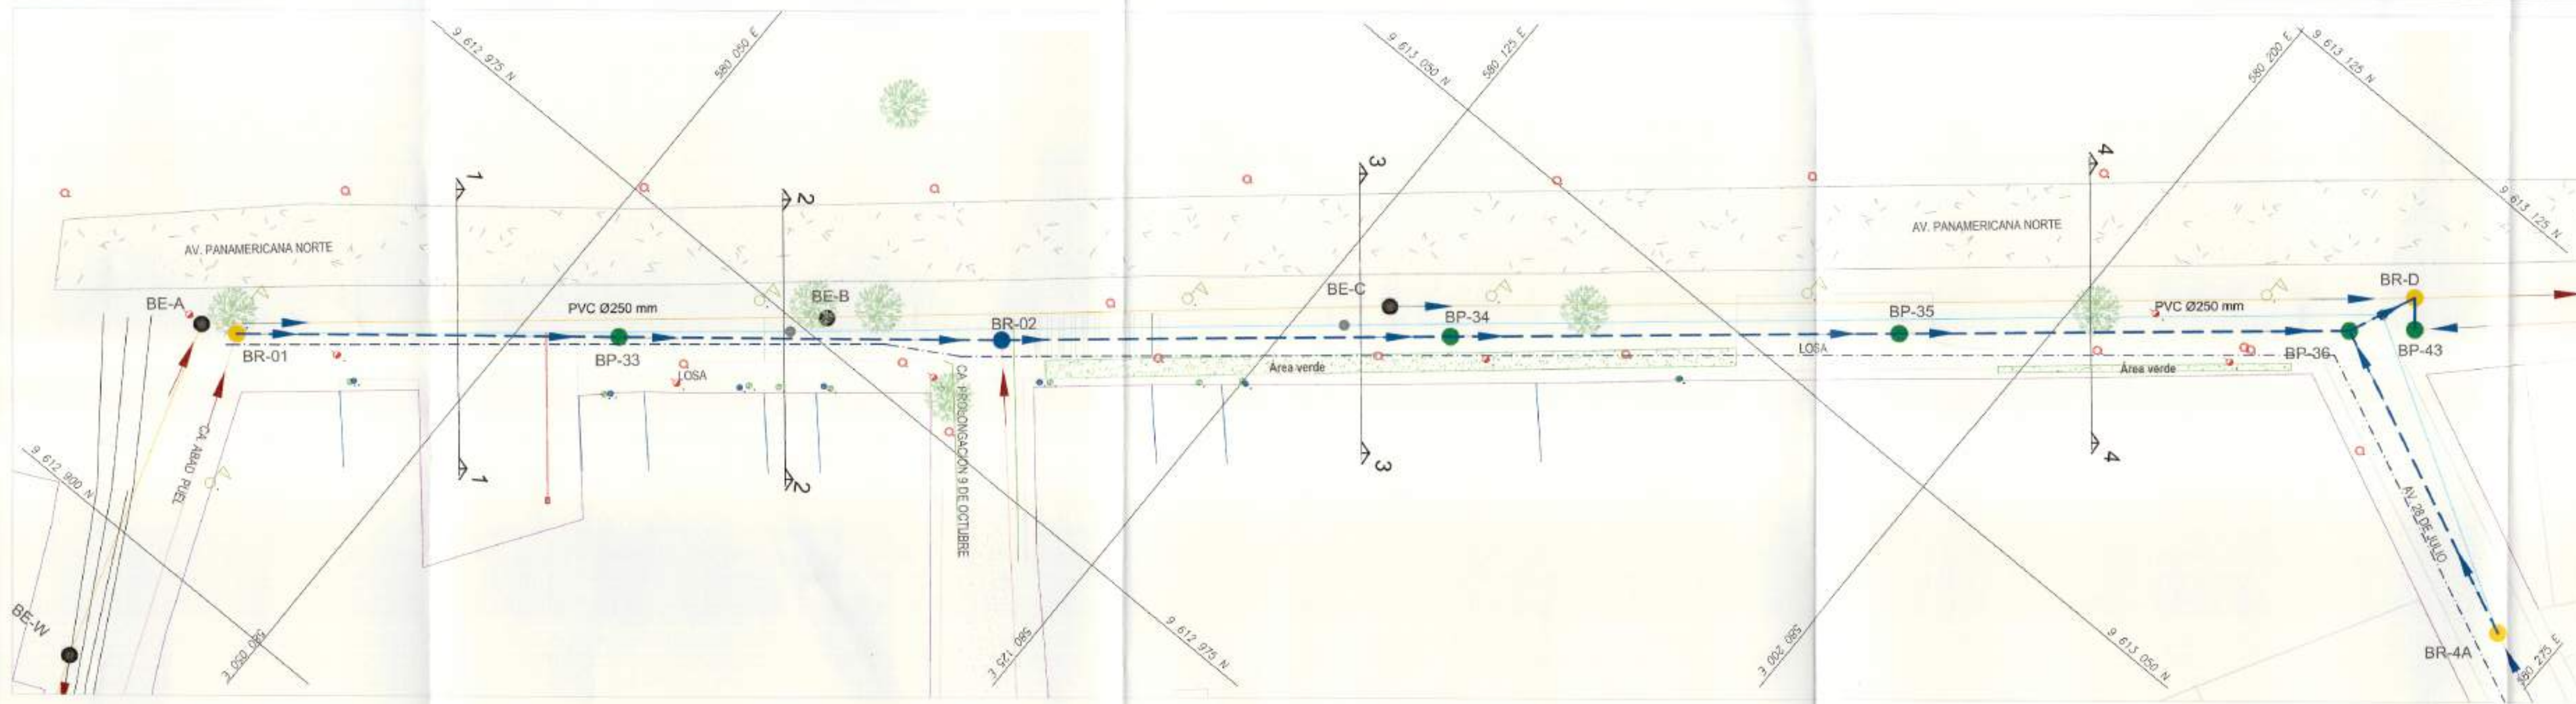 9 612 975 N
580 050 E
9 613 050 N
580 125 E
580 200 E
9 613 125 N
9 613 125 N
1
2
3
4
AV. PANAMERICANA NORTE
AV. PANAMERICANA NORTE
BE-A
PVC Ø250 mm
BE-B
BE-C
BR-D
BR-01
BP-33
BR-02
BP-34
BP-35
PVC Ø250 mm
BP-36
BP-43
LOSA
Área verde
LOSA
Área verde
CA. ABAD PUEL
CA. PROLONGACION 9 DE OCTUBRE
AV. 28 DE JULIO
9 612 900 N
1
2
3
4
BE-W
580 050 E
580 125 E
9 612 975 N
580 200 E
9 613 050 N
BR-4A
580 275 E